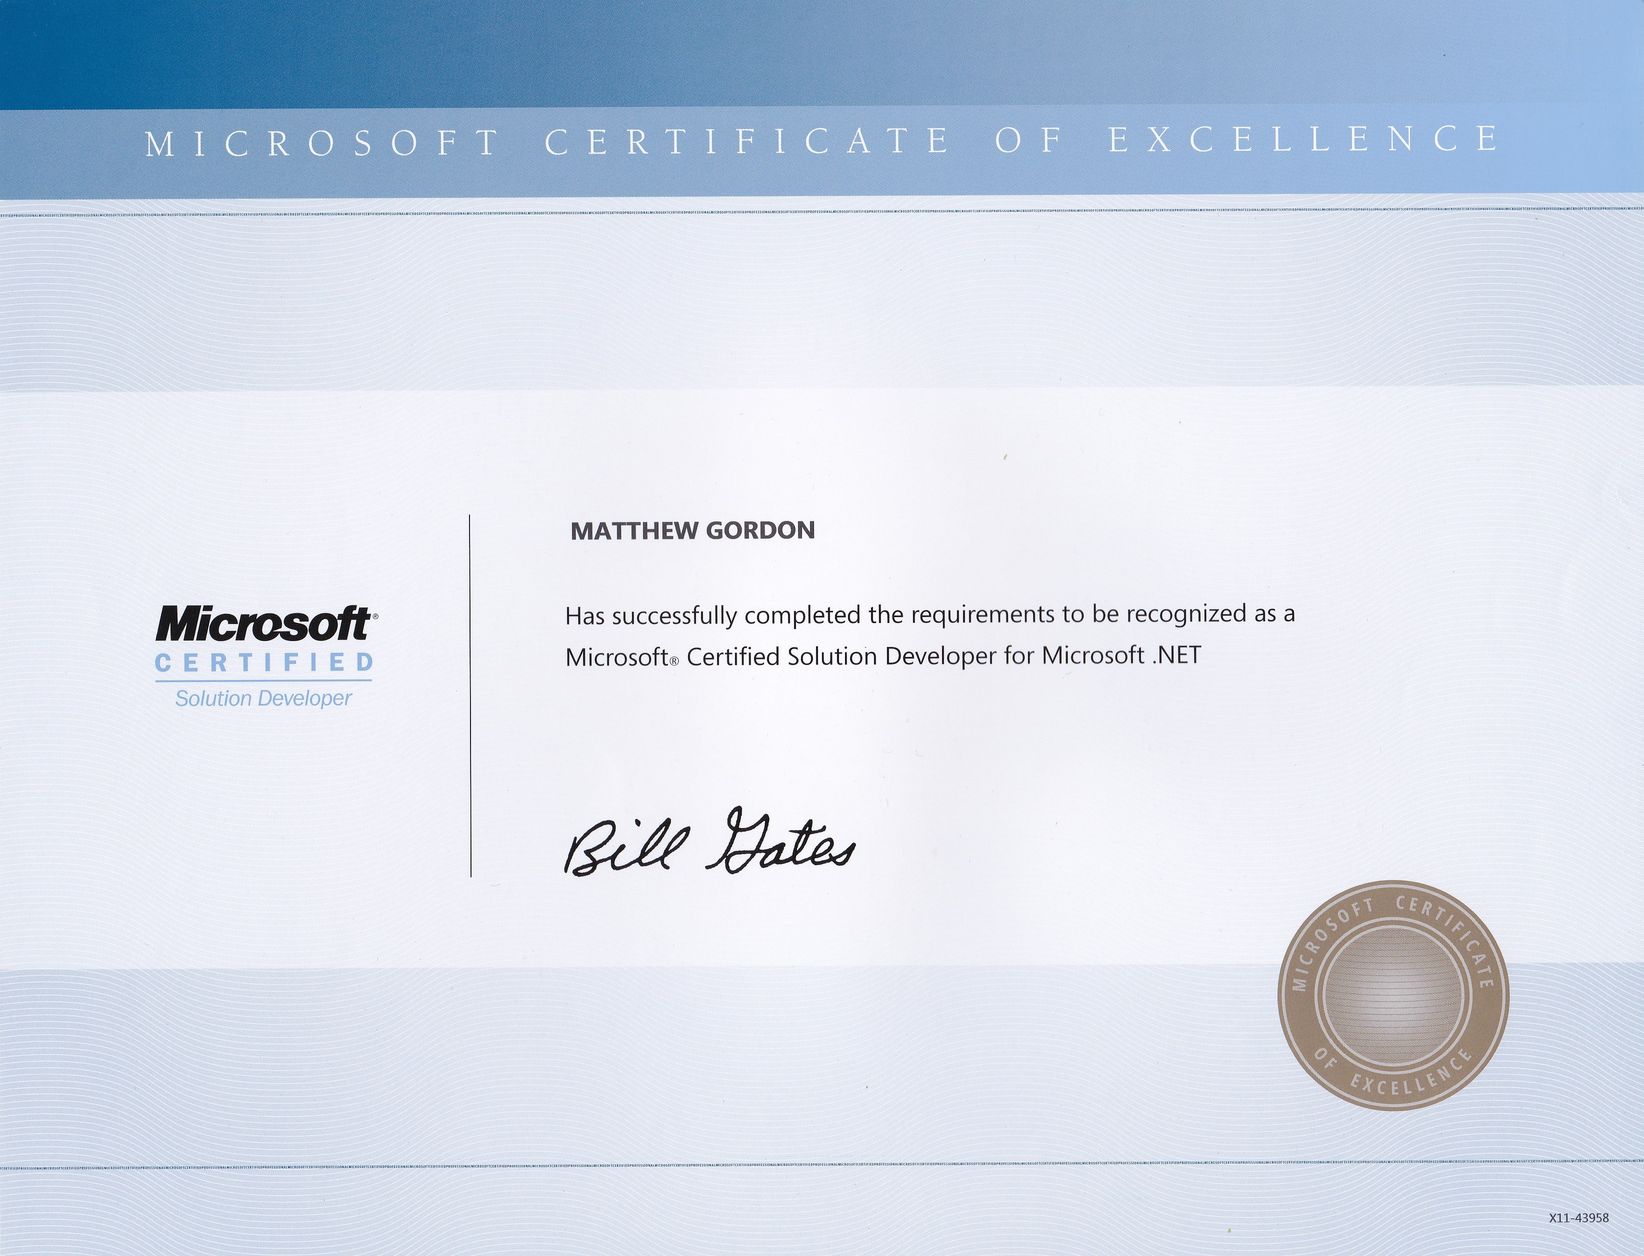 MICROSOFT CERTIFICATE OF EXCELLENCE
MATTHEW GORDON
Has successfully completed the requirements to be recognized as a
Microsoft® Certified Solution Developer for Microsoft .NET
Microsoft®
CERTIFIED
Solution Developer
Bill Gates
MICROSOFT CERTIFICATE
OF EXCELLENCE
X11-43958